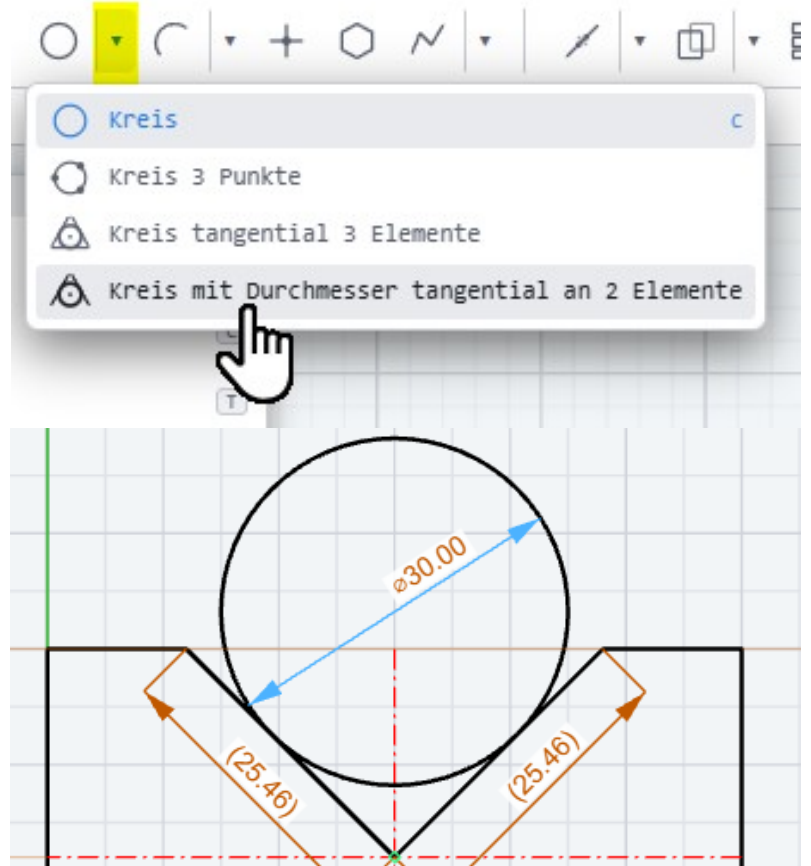 Kreis C
Kreis 3 Punkte
Kreis tangential 3 Elemente
Kreis mit Durchmesser tangential an 2 Elemente
T
⌀30.00
(25.46)
(25.46)